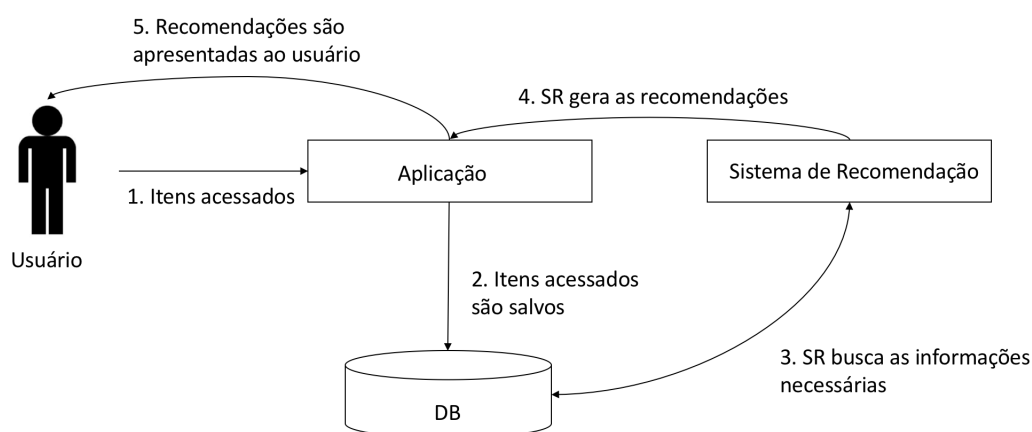 5. Recomendações são
apresentadas ao usuário
4. SR gera as recomendações
Aplicação
Sistema de Recomendação
1. Itens acessados
Usuário
2. Itens acessados
são salvos
3. SR busca as informações
necessárias
DB